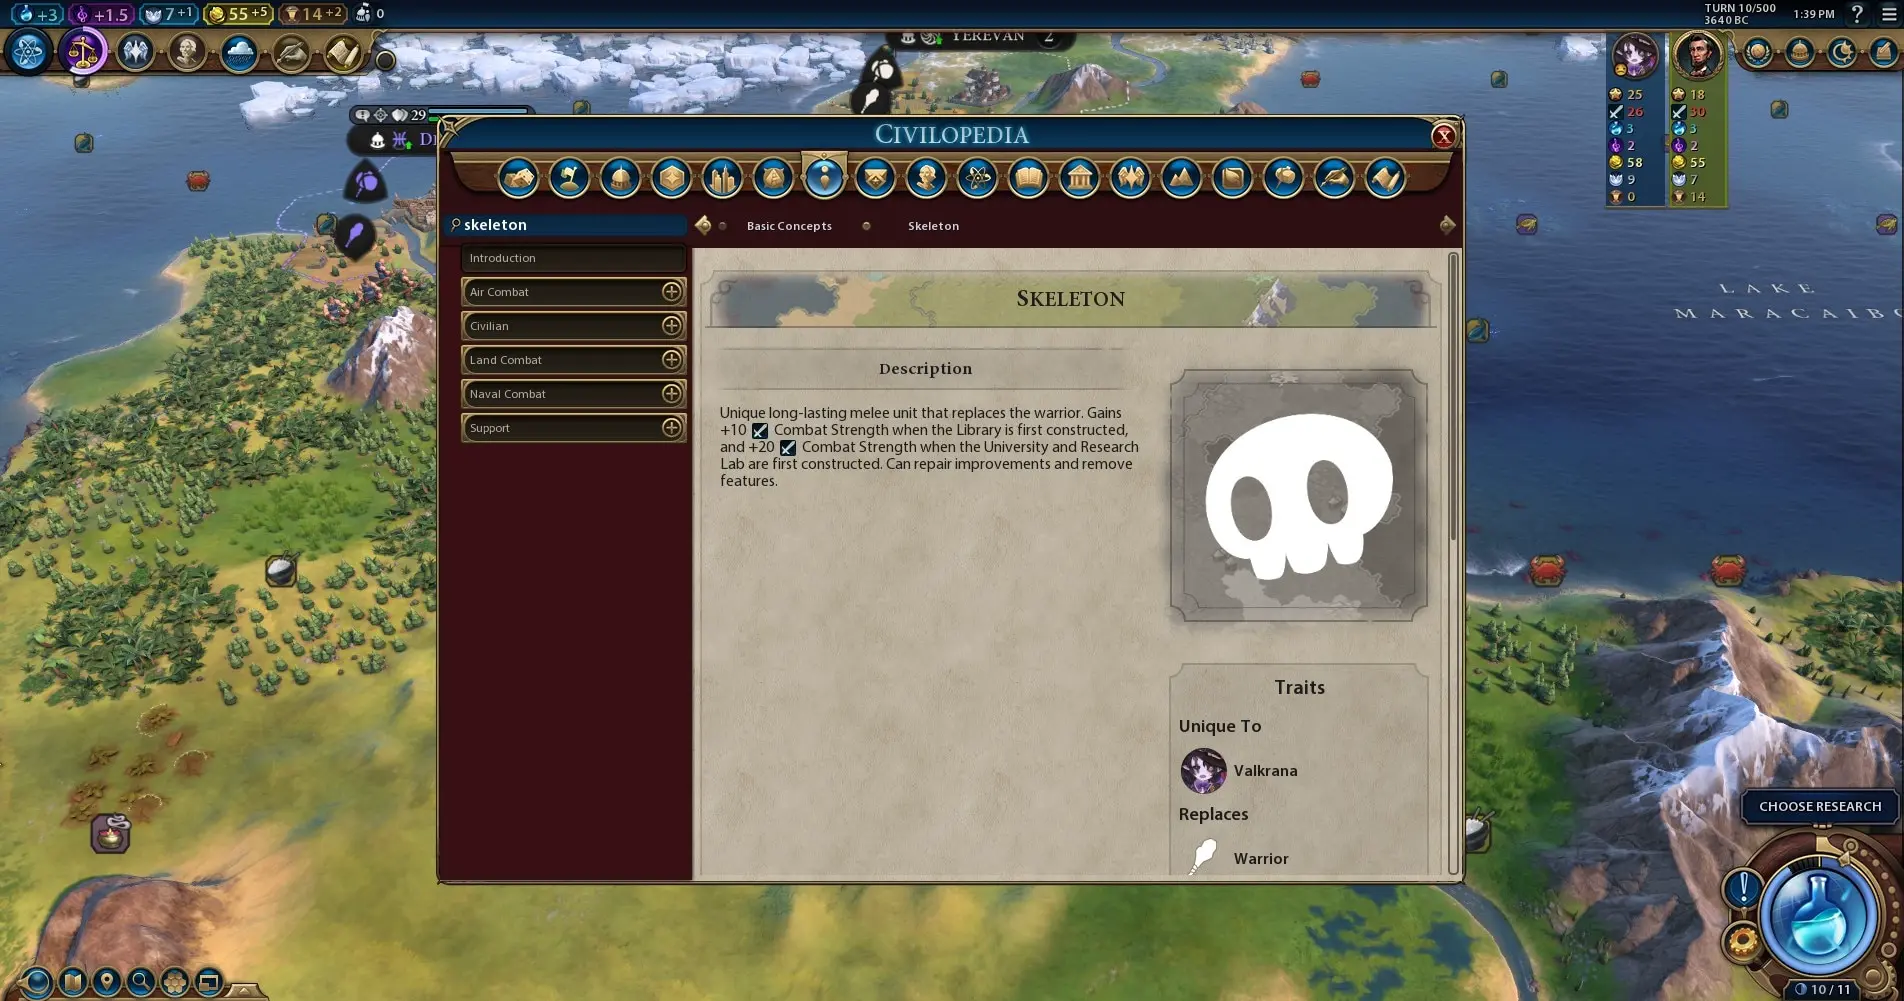 +3 +1.5 7 +1 55 +5 14 +2 0
TURN 10/500
3640 BC
1:39 PM ?
YEREVAN 2
29
25 18
26 30
3 3
2 2
58 55
9 7
0 14
CIVILOPEDIA
X
skeleton
Basic Concepts Skeleton
Introduction
Air Combat
Civilian
Land Combat
Naval Combat
Support
SKELETON
Description
Unique long-lasting melee unit that replaces the warrior. Gains
+10 Combat Strength when the Library is first constructed,
and +20 Combat Strength when the University and Research
Lab are first constructed. Can repair improvements and remove
features.
Traits
Unique To
Valkrana
Replaces
Warrior
LAKE
MARACAIBO
CHOOSE RESEARCH
10 / 11